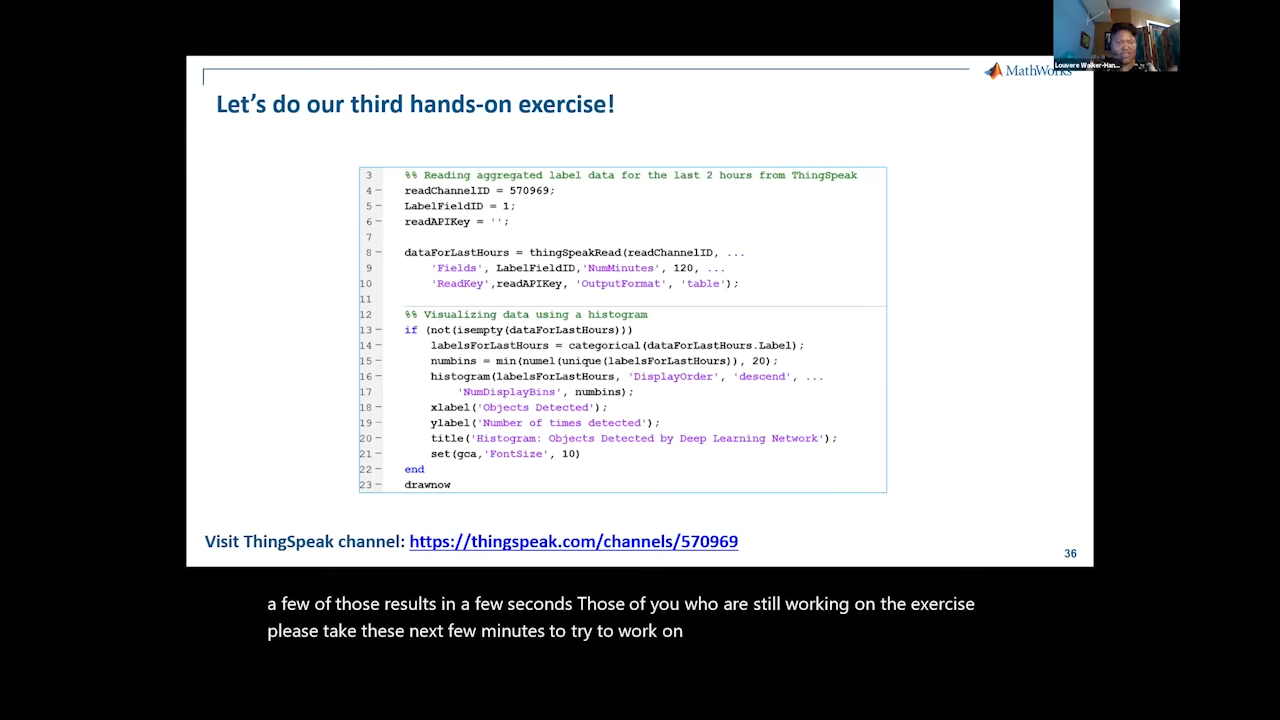 Louvere Walker-Han...
MathWorks
Let's do our third hands-on exercise!
3 %% Reading aggregated label data for the last 2 hours from ThingSpeak
4 – readChannelID = 570969;
5 – LabelFieldID = 1;
6 – readAPIKey = '';
7
8 – dataForLastHours = thingSpeakRead(readChannelID, ...
9 'Fields', LabelFieldID,'NumMinutes', 120, ...
10 'ReadKey',readAPIKey, 'OutputFormat', 'table');
11
12 %% Visualizing data using a histogram
13 – if (not(isempty(dataForLastHours)))
14 – labelsForLastHours = categorical(dataForLastHours.Label);
15 – numbins = min(numel(unique(labelsForLastHours)), 20);
16 – histogram(labelsForLastHours, 'DisplayOrder', 'descend', ...
17 'NumDisplayBins', numbins);
18 – xlabel('Objects Detected');
19 – ylabel('Number of times detected');
20 – title('Histogram: Objects Detected by Deep Learning Network');
21 – set(gca,'FontSize', 10)
22 – end
23 – drawnow
Visit ThingSpeak channel: https://thingspeak.com/channels/570969
36
a few of those results in a few seconds Those of you who are still working on the exercise
please take these next few minutes to try to work on